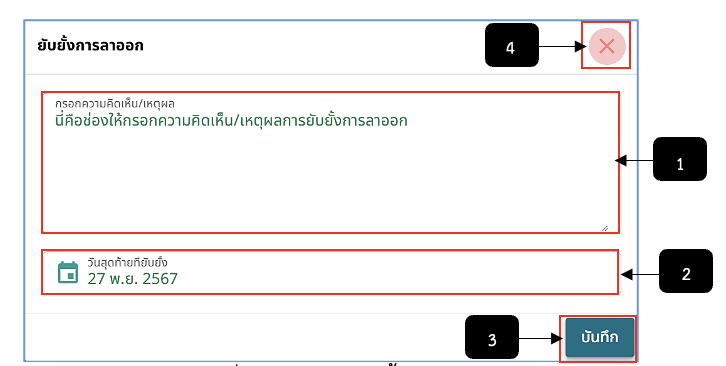 ยับยั้งการลาออก
4
กรอกความคิดเห็น/เหตุผล
นี่คือช่องให้กรอกความคิดเห็น/เหตุผลการยับยั้งการลาออก
1
วันสุดท้ายที่ยับยั้ง
27 พ.ย. 2567
2
3
บันทึก